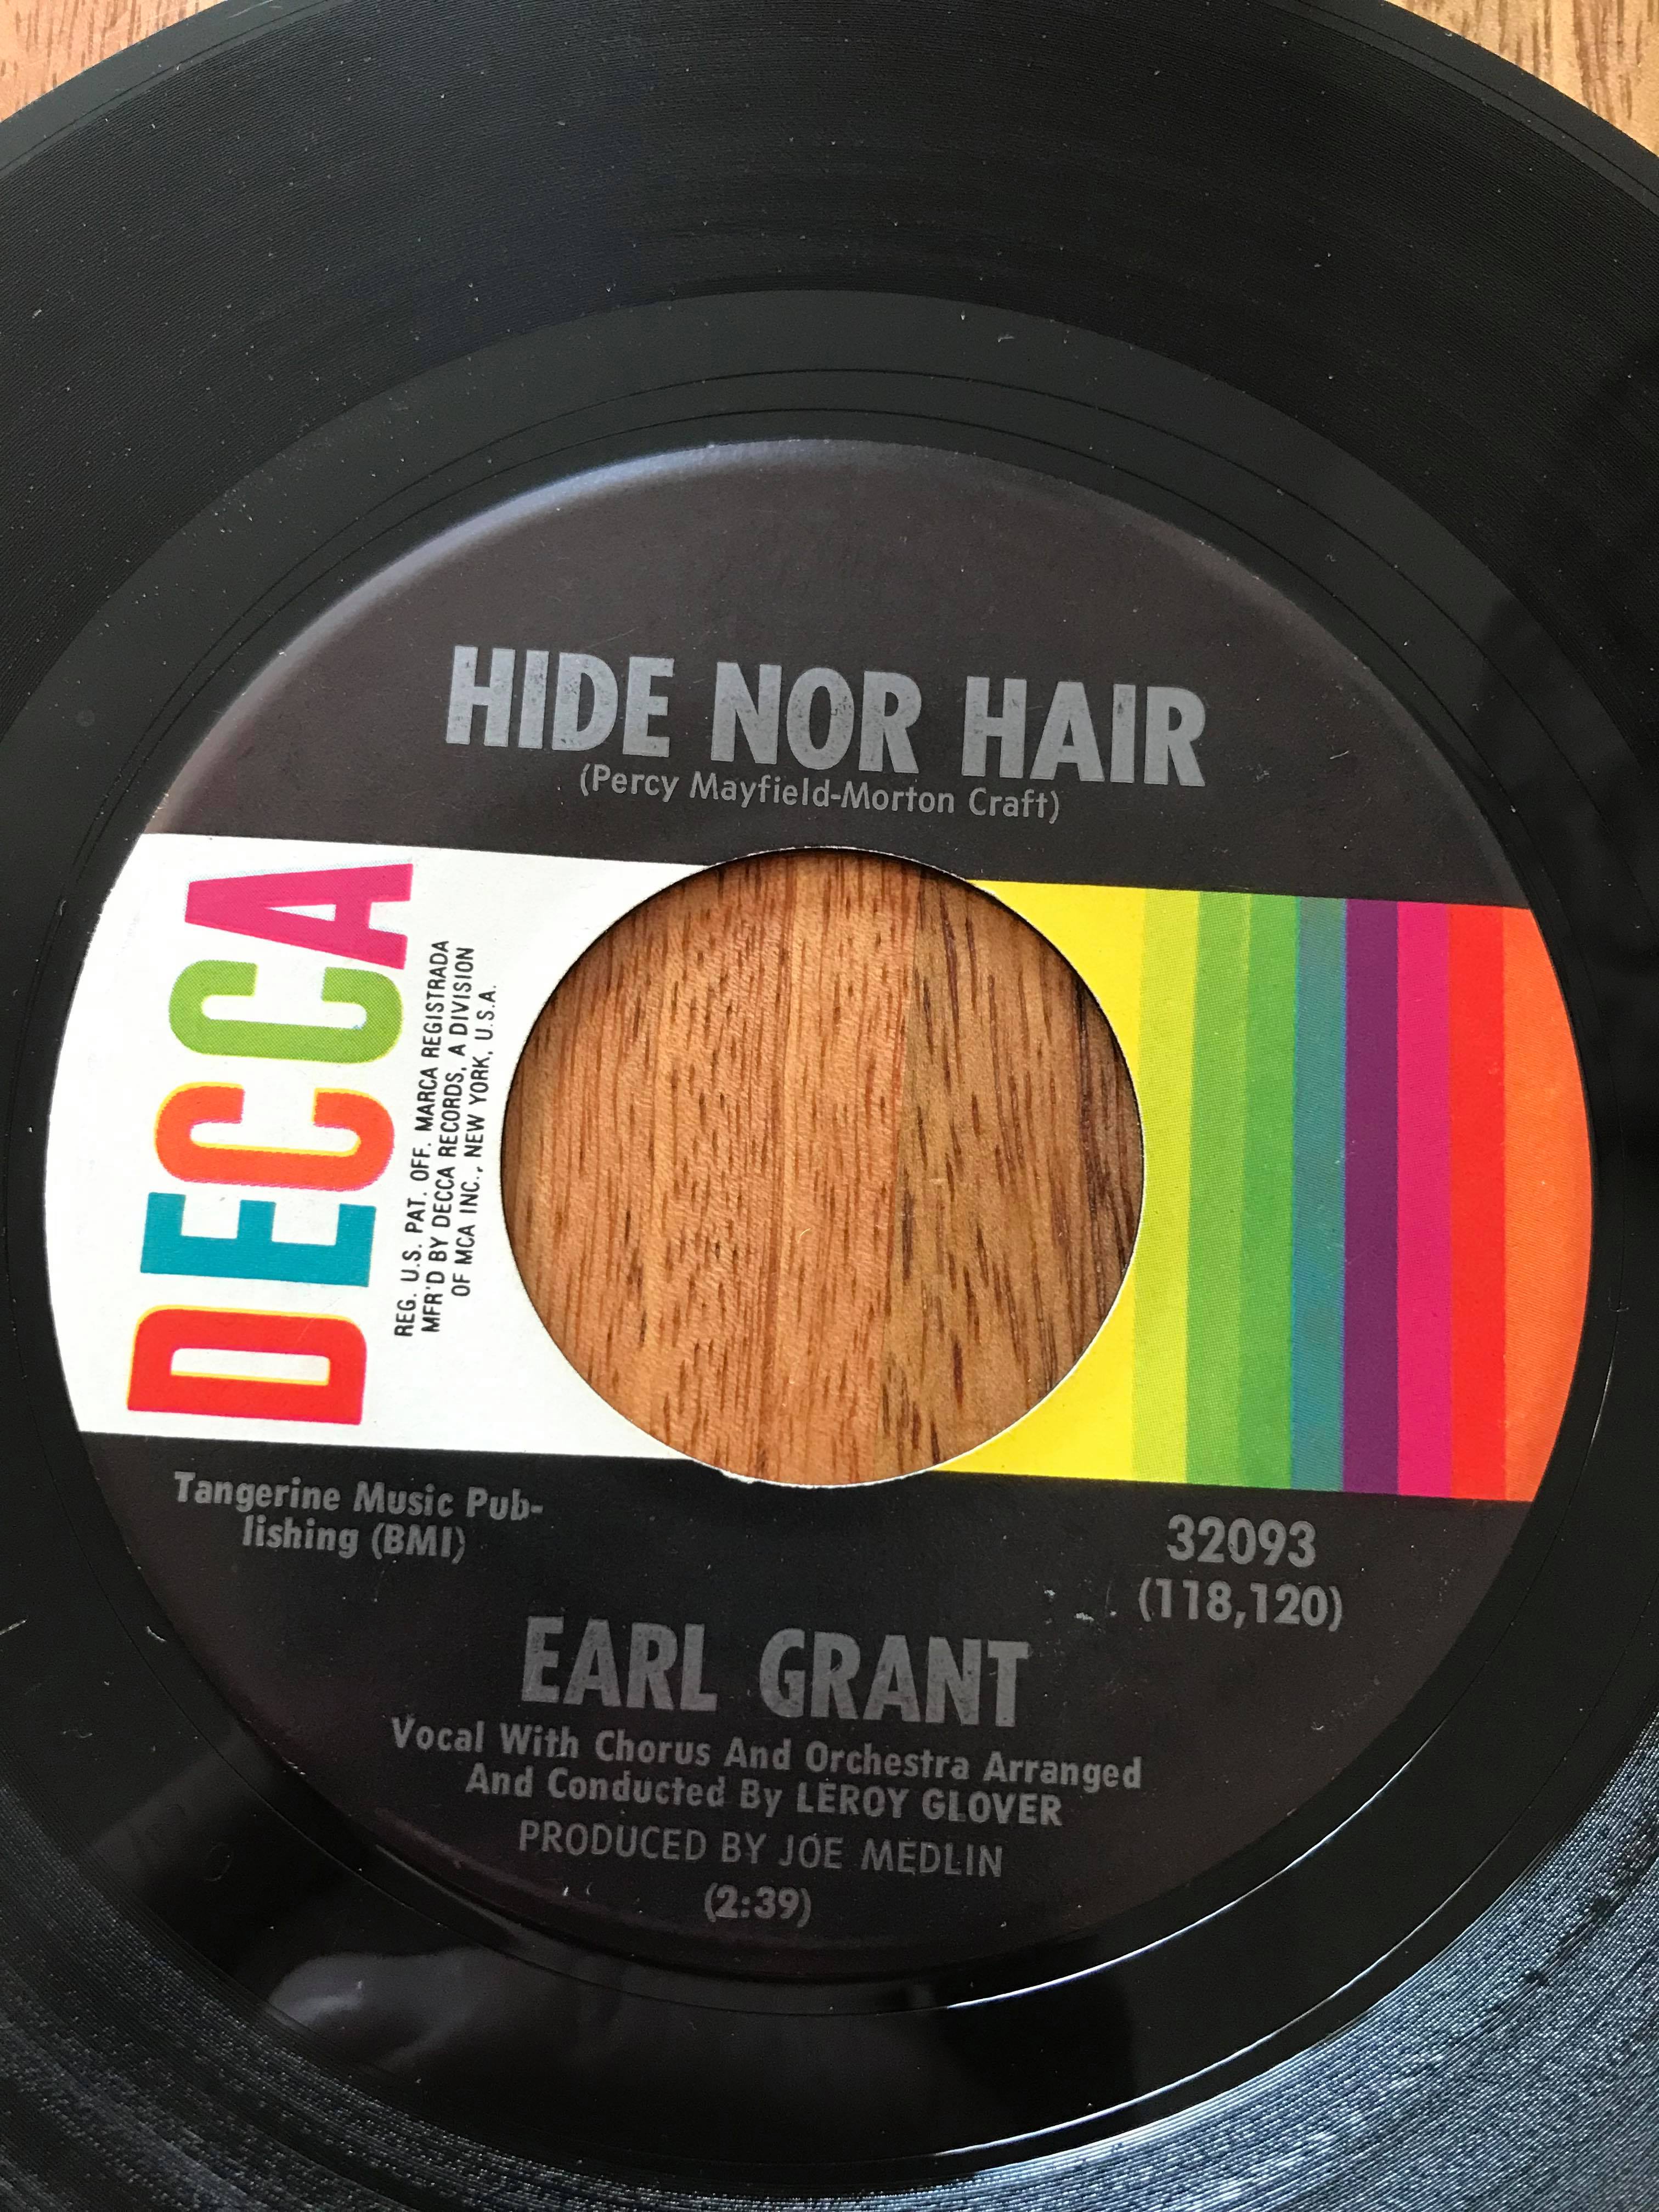 HIDE NOR HAIR
(Percy Mayfield-Morton Craft)
DECCA
REG. U.S. PAT. OFF. MARCA REGISTRADA
MFR'D BY DECCA RECORDS, A DIVISION
OF MCA INC., NEW YORK, U.S.A.
Tangerine Music Pub-
lishing (BMI)
32093
(118,120)
EARL GRANT
Vocal With Chorus And Orchestra Arranged
And Conducted By LEROY GLOVER
PRODUCED BY JOE MEDLIN
(2:39)